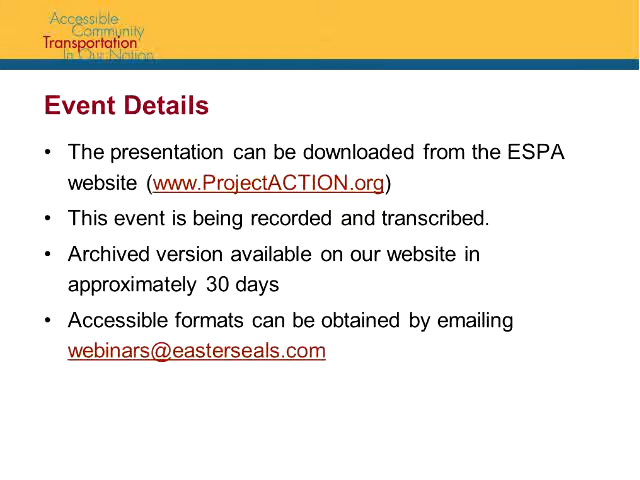 Accessible
Community
Transportation
In Our Nation
Event Details
• The presentation can be downloaded from the ESPA
website (www.ProjectACTION.org)
• This event is being recorded and transcribed.
• Archived version available on our website in
approximately 30 days
• Accessible formats can be obtained by emailing
webinars@easterseals.com